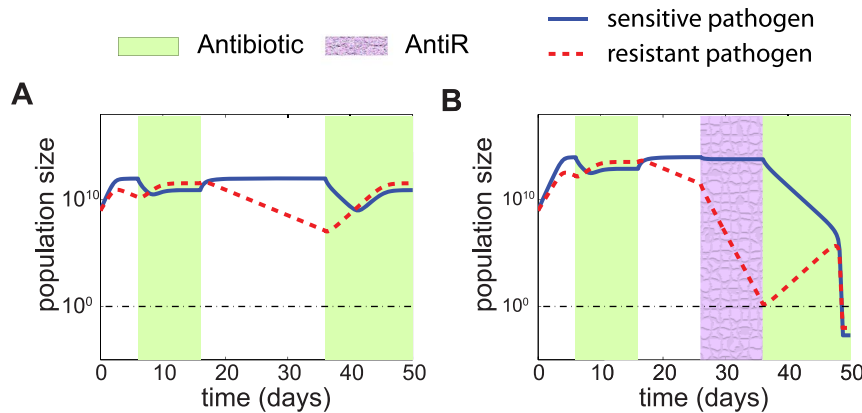 Antibiotic AntiR sensitive pathogen
resistant pathogen
A
population size
10^10
10^0
0 10 20 30 40 50
time (days)
B
population size
10^10
10^0
0 10 20 30 40 50
time (days)